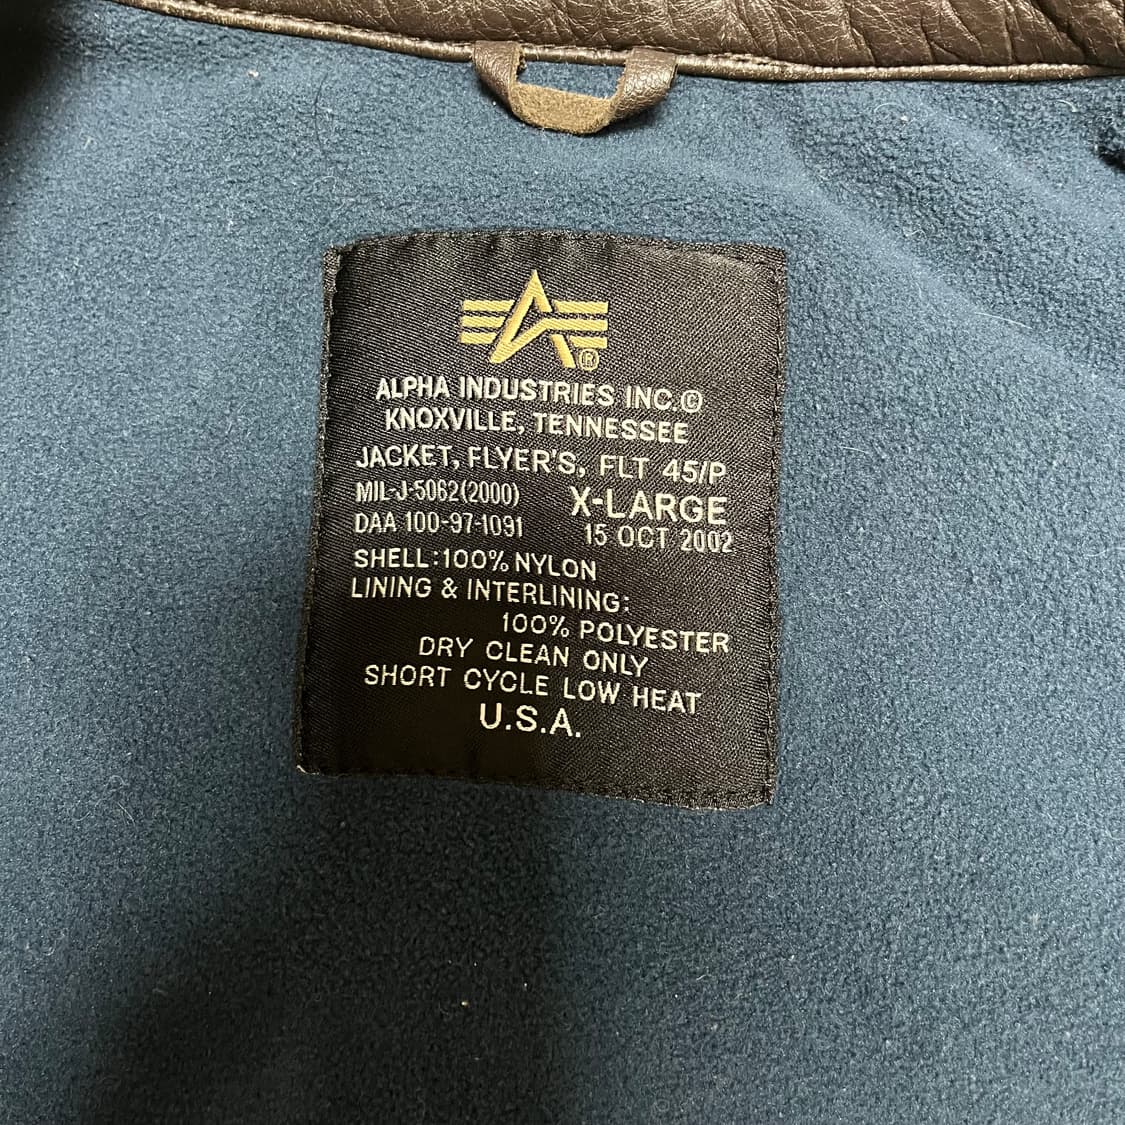 ®
ALPHA INDUSTRIES INC.©
KNOXVILLE, TENNESSEE
JACKET, FLYER'S, FLT 45/P
MIL-J-5062(2000) X-LARGE
DAA 100-97-1091 15 OCT 2002
SHELL:100% NYLON
LINING & INTERLINING:
100% POLYESTER
DRY CLEAN ONLY
SHORT CYCLE LOW HEAT
U.S.A.